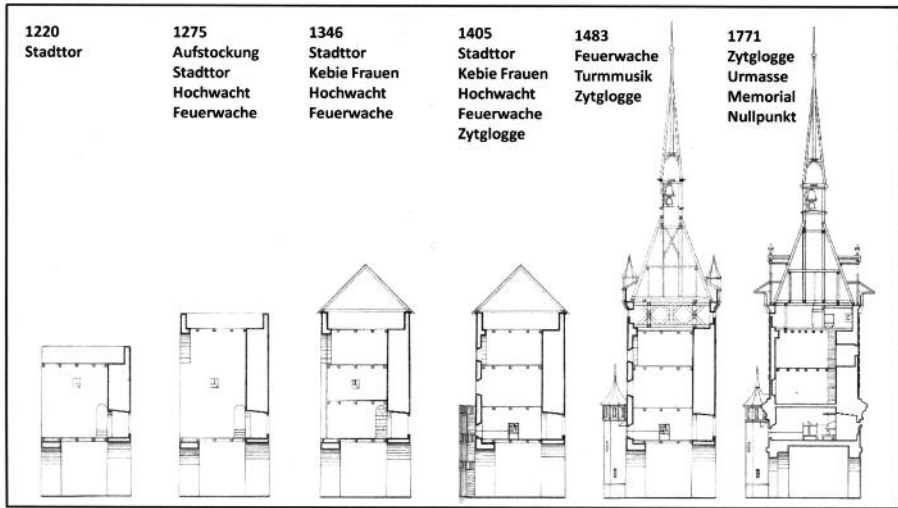 1220
Stadttor
1275
Aufstockung
Stadttor
Hochwacht
Feuerwache
1346
Stadttor
Kebie Frauen
Hochwacht
Feuerwache
1405
Stadttor
Kebie Frauen
Hochwacht
Feuerwache
Zytglogge
1483
Feuerwache
Turmmusik
Zytglogge
1771
Zytglogge
Urmasse
Memorial
Nullpunkt